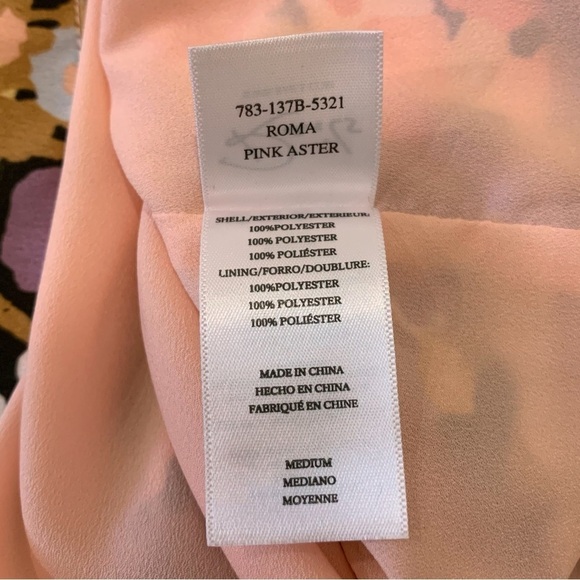 783-137B-5321
ROMA
PINK ASTER
SHELL/EXTERIOR/EXTERIEUR:
100%POLYESTER
100% POLYESTER
100% POLIÉSTER
LINING/FORRO/DOUBLURE:
100%POLYESTER
100% POLYESTER
100% POLIÉSTER
MADE IN CHINA
HECHO EN CHINA
FABRIQUÉ EN CHINE
MEDIUM
MEDIANO
MOYENNE